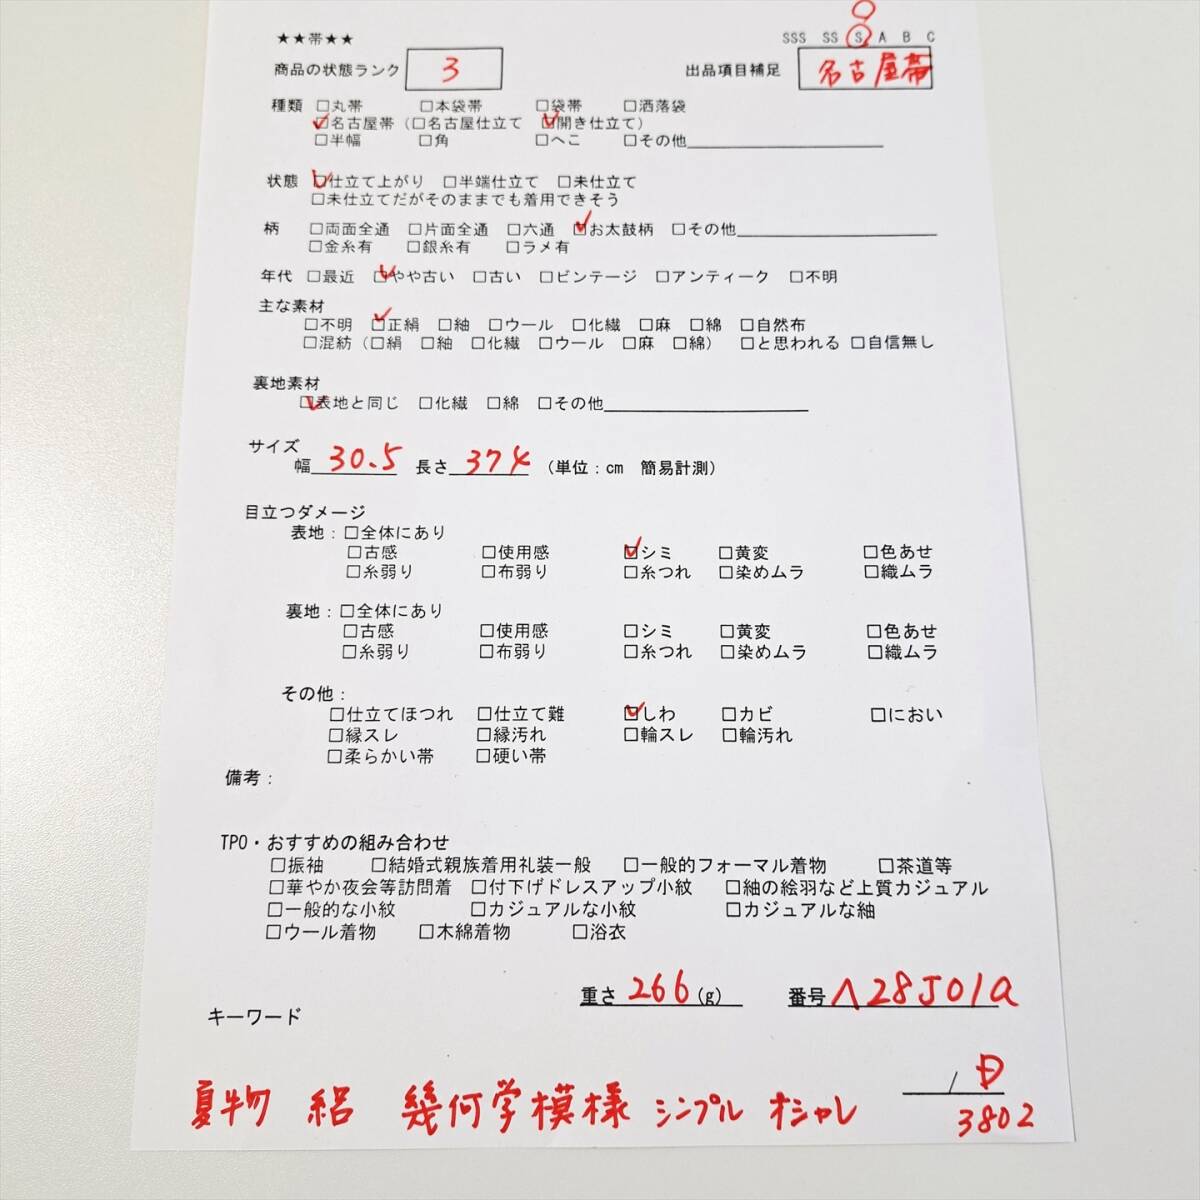 ★★帯★★
SSS SS S A B C
商品の状態ランク 3 出品項目補足 名古屋帯
種類 □丸帯 □本袋帯 □袋帯 □洒落袋
☑名古屋帯（□名古屋仕立て ☑開き仕立て）
□半幅 □角 □へこ □その他
状態 ☑仕立て上がり □半端仕立て □未仕立て
□未仕立てだがそのままでも着用できそう
柄 □両面全通 □片面全通 □六通 ☑お太鼓柄 □その他
□金糸有 □銀糸有 □ラメ有
年代 □最近 ☑やや古い □古い □ビンテージ □アンティーク □不明
主な素材
□不明 ☑正絹 □紬 □ウール □化繊 □麻 □綿 □自然布
□混紡（□絹 □紬 □化繊 □ウール □麻 □綿） □と思われる □自信無し
裏地素材
☑表地と同じ □化繊 □綿 □その他
サイズ
幅 30.5 長さ 374 （単位：cm 簡易計測）
目立つダメージ
表地：□全体にあり
□古感 □使用感 ☑シミ □黄変 □色あせ
□糸弱り □布弱り □糸つれ □染めムラ □織ムラ
裏地：□全体にあり
□古感 □使用感 □シミ □黄変 □色あせ
□糸弱り □布弱り □糸つれ □染めムラ □織ムラ
その他：
□仕立てほつれ □仕立て難 ☑しわ □カビ □におい
□縁スレ □縁汚れ □輪スレ □輪汚れ
□柔らかい帯 □硬い帯
備考：
TPO・おすすめの組み合わせ
□振袖 □結婚式親族着用礼装一般 □一般的フォーマル着物 □茶道等
□華やか夜会等訪問着 □付下げドレスアップ小紋 □紬の絵羽など上質カジュアル
□一般的な小紋 □カジュアルな小紋 □カジュアルな紬
□ウール着物 □木綿着物 □浴衣
重さ 266 (g) 番号 ハ28J01a
キーワード
夏物 絽 幾何学模様 シンプル オシャレ
/ D
3802